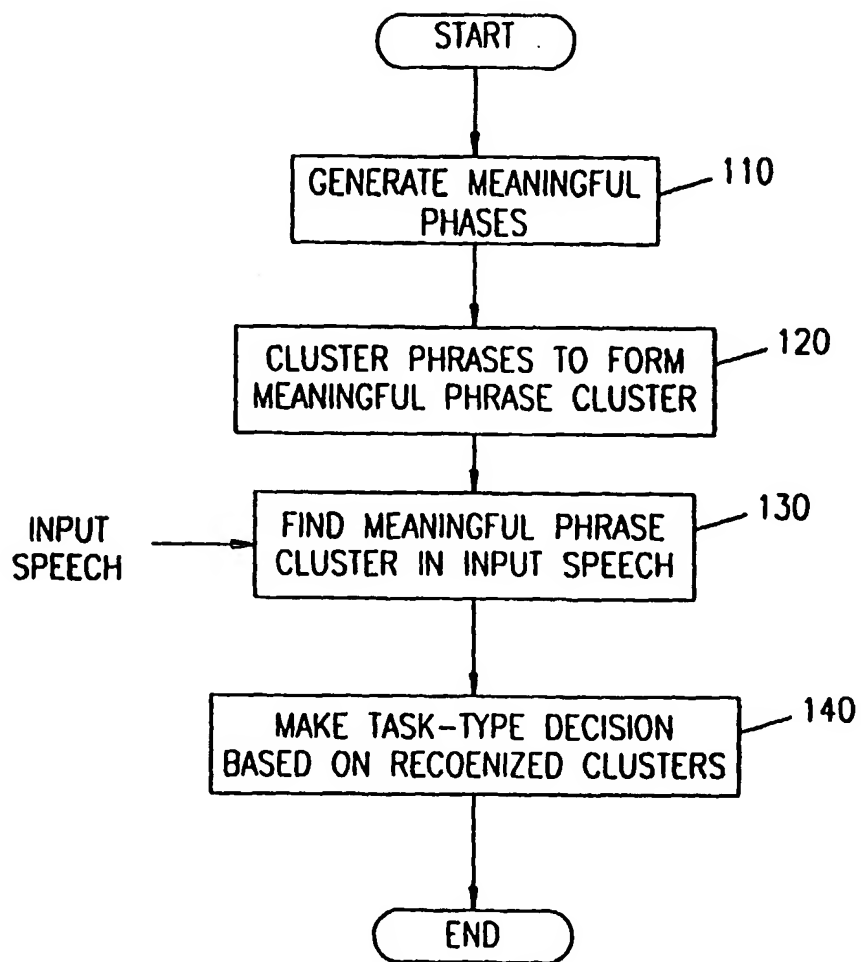 START
GENERATE MEANINGFUL
PHASES
110
CLUSTER PHRASES TO FORM
MEANINGFUL PHRASE CLUSTER
120
INPUT
SPEECH
FIND MEANINGFUL PHRASE
CLUSTER IN INPUT SPEECH
130
MAKE TASK-TYPE DECISION
BASED ON RECOENIZED CLUSTERS
140
END